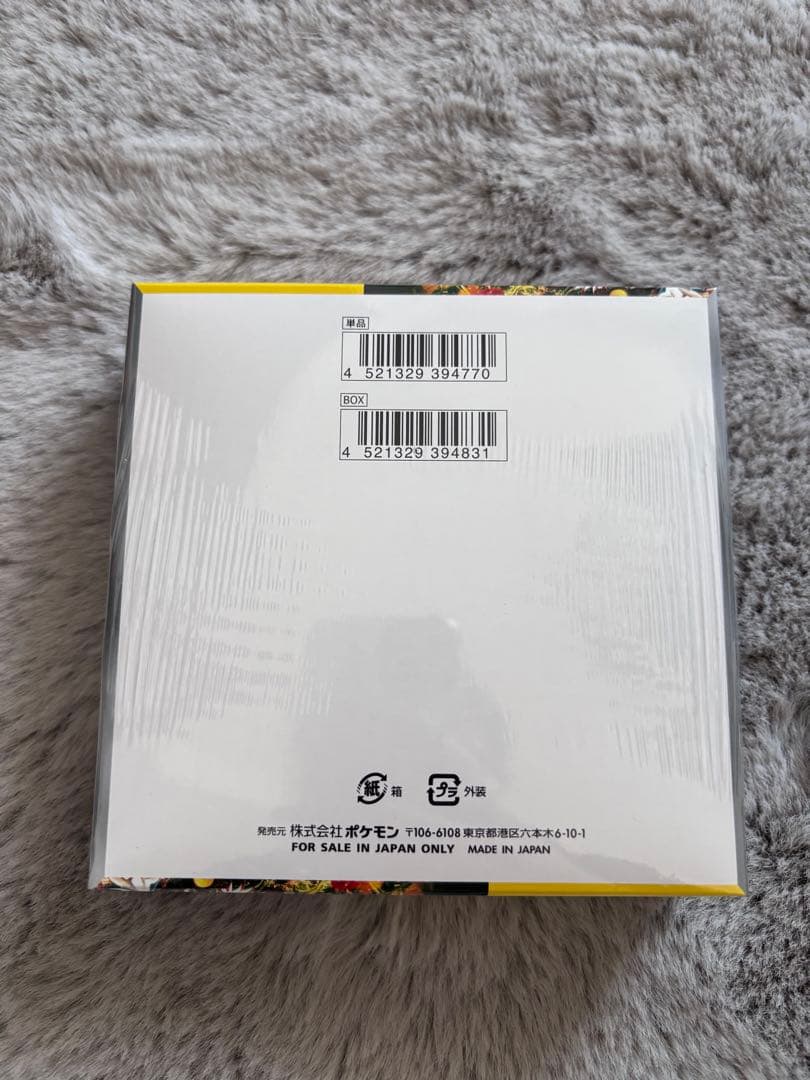 単品
4 521329 394770
BOX
4 521329 394831
紙 箱 プラ 外装
発売元 株式会社ポケモン 〒106-6108 東京都港区六本木6-10-1
FOR SALE IN JAPAN ONLY MADE IN JAPAN